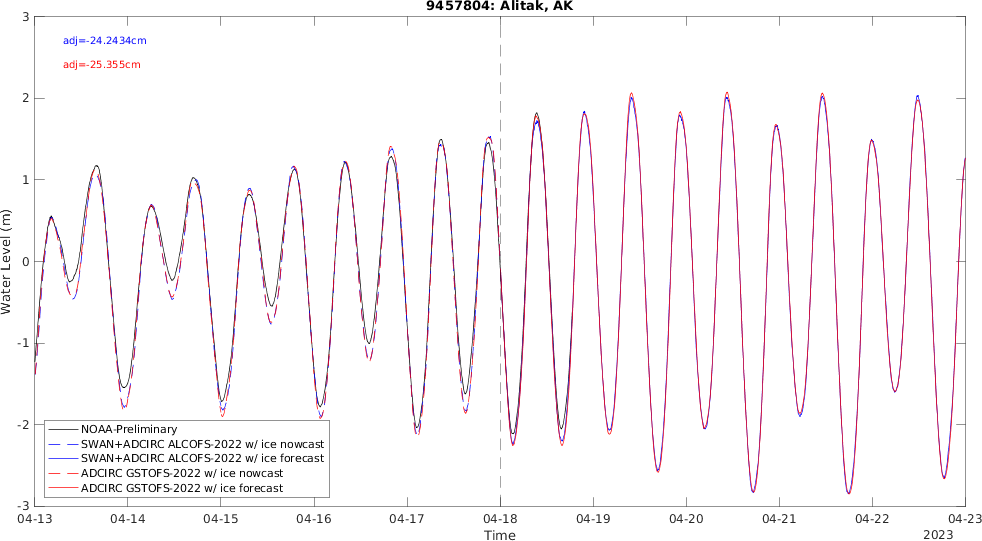 9457804: Alitak, AK
adj=-24.2434cm
adj=-25.355cm
3
2
1
0
-1
-2
-3
Water Level (m)
NOAA-Preliminary
SWAN+ADCIRC ALCOFS-2022 w/ ice nowcast
SWAN+ADCIRC ALCOFS-2022 w/ ice forecast
ADCIRC GSTOFS-2022 w/ ice nowcast
ADCIRC GSTOFS-2022 w/ ice forecast
04-13 04-14 04-15 04-16 04-17 04-18 04-19 04-20 04-21 04-22 04-23
Time
2023